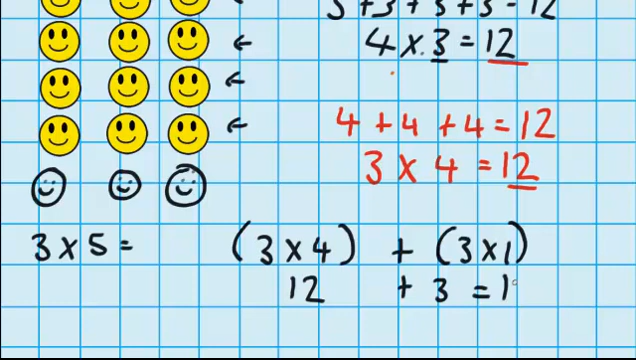 3 + 3 + 3 + 3 = 12
4 x 3 = 12
4 + 4 + 4 = 12
3 x 4 = 12
3 x 5 = (3 x 4) + (3 x 1)
12 + 3 = 1